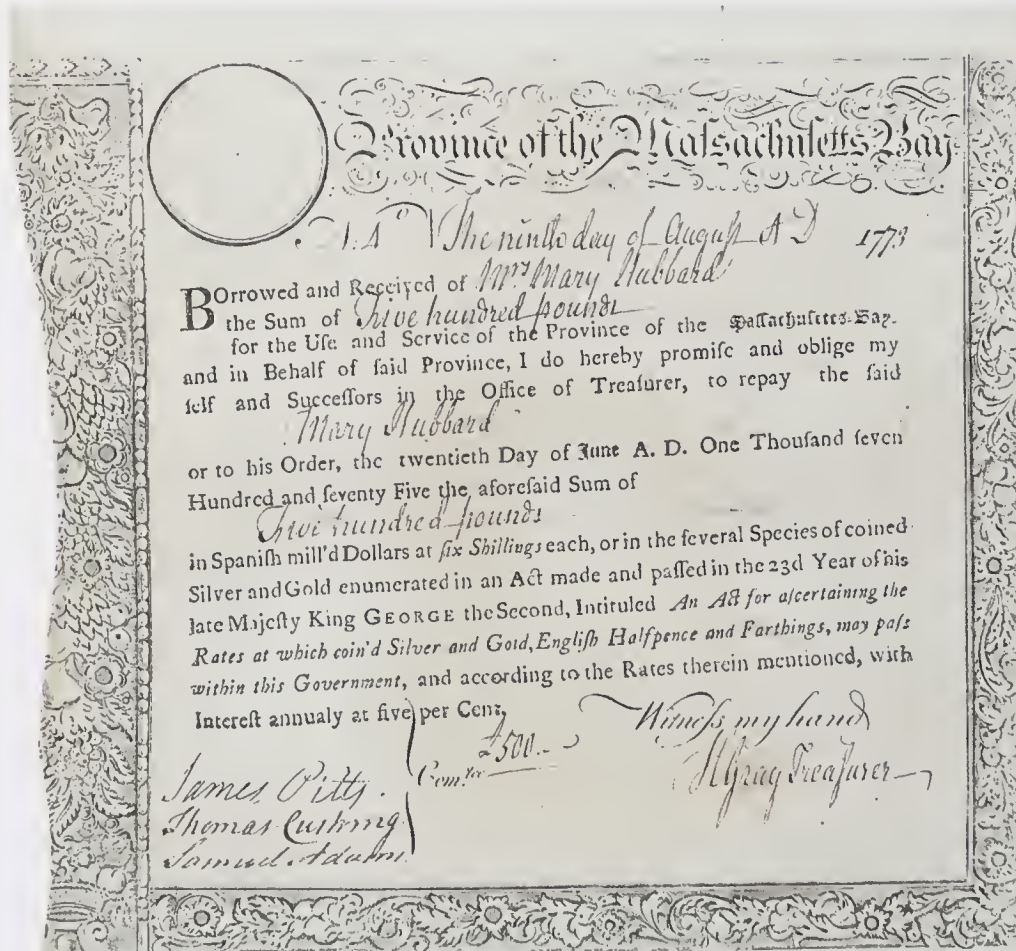 Province of the Maſsachuſetts Bay
The ninth day of Auguſt A D 1773
BOrrowed and Received of Mrs Mary Hubbard
the Sum of Five hundred pounds
for the Uſe and Service of the Province of the Maſſachuſetts-Bay.
and in Behalf of ſaid Province, I do hereby promiſe and oblige my
ſelf and Succeſſors in the Office of Treaſurer, to repay the ſaid
Mary Hubbard
or to his Order, the twentieth Day of June A. D. One Thouſand ſeven
Hundred and ſeventy Five the aforeſaid Sum of
Five hundred pounds
in Spaniſh mill'd Dollars at ſix Shillings each, or in the ſeveral Species of coined
Silver and Gold enumerated in an Act made and paſſed in the 23d Year of his
late Majeſty King GEORGE the Second, Intituled An Act for aſcertaining the
Rates at which coin'd Silver and Gold, Engliſh Halfpence and Farthings, may paſs
within this Government, and according to the Rates therein mentioned, with
Intereſt annualy at five per Cent,
£500.-
Witneſs my hand
HGray Treaſurer
James Pitts.
Comtee
Thomas Cushing
Samuel Adams